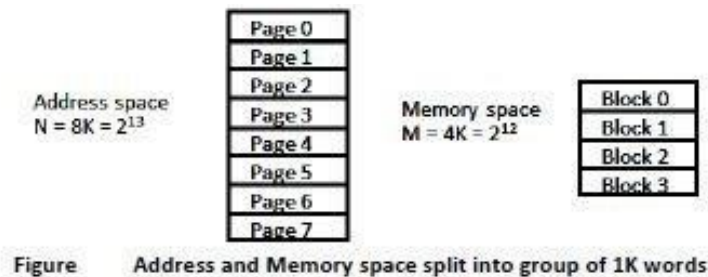 Page 0
Page 1
Page 2
Page 3
Page 4
Page 5
Page 6
Page 7
Address space
N = 8K = 2¹³
Memory space
M = 4K = 2¹²
Block 0
Block 1
Block 2
Block 3
Figure Address and Memory space split into group of 1K words